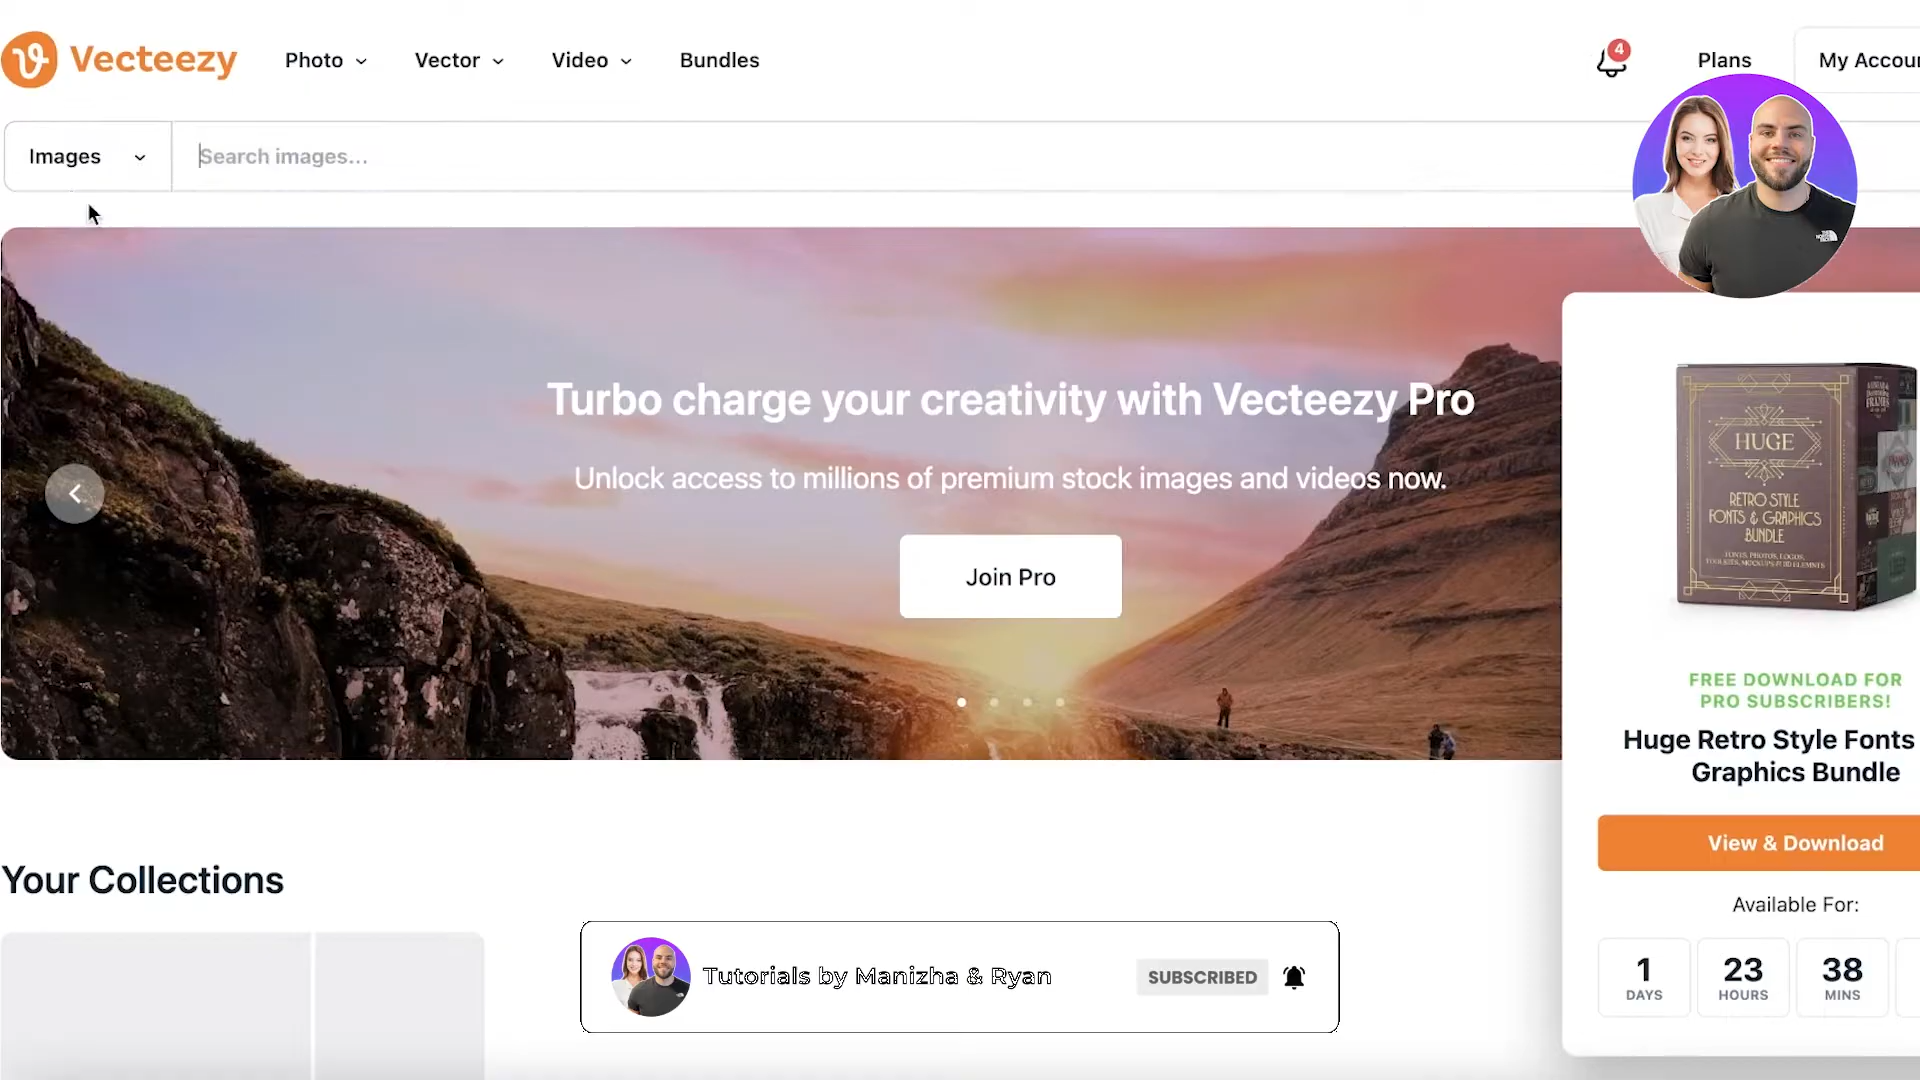 Vecteezy
Photo
Vector
Video
Bundles
4
Plans
My Accoun
Images
Search images...
Turbo charge your creativity with Vecteezy Pro
Unlock access to millions of premium stock images and videos now.
Join Pro
HUGE
RETRO STYLE
FONTS & GRAPHICS
BUNDLE
FREE DOWNLOAD FOR
PRO SUBSCRIBERS!
Huge Retro Style Fonts
Graphics Bundle
View & Download
Available For:
1
DAYS
23
HOURS
38
MINS
Your Collections
Tutorials by Manizha & Ryan
SUBSCRIBED